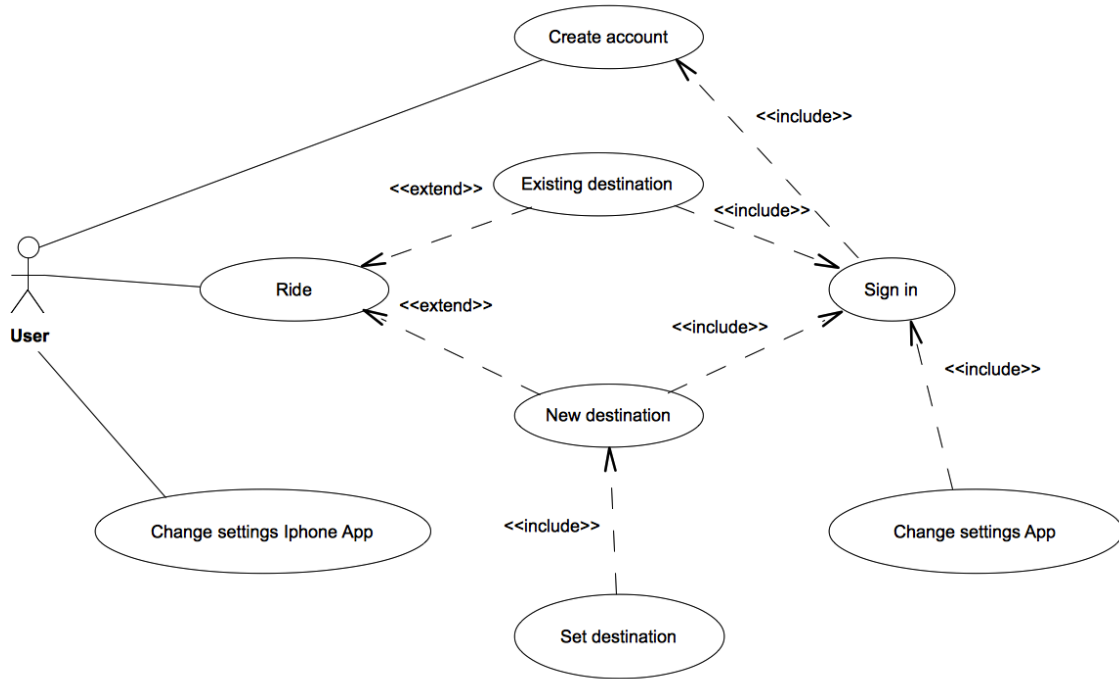 Create account
<<include>>
<<extend>>
Existing destination
<<include>>
Ride
<<extend>>
Sign in
User
<<include>>
<<include>>
New destination
Change settings Iphone App
<<include>>
Change settings App
Set destination